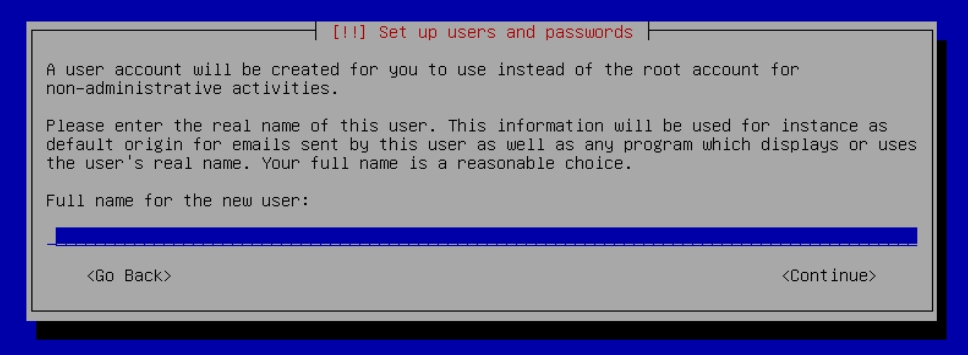 [!!] Set up users and passwords
A user account will be created for you to use instead of the root account for
non-administrative activities.
Please enter the real name of this user. This information will be used for instance as
default origin for emails sent by this user as well as any program which displays or uses
the user's real name. Your full name is a reasonable choice.
Full name for the new user:
<Go Back> <Continue>